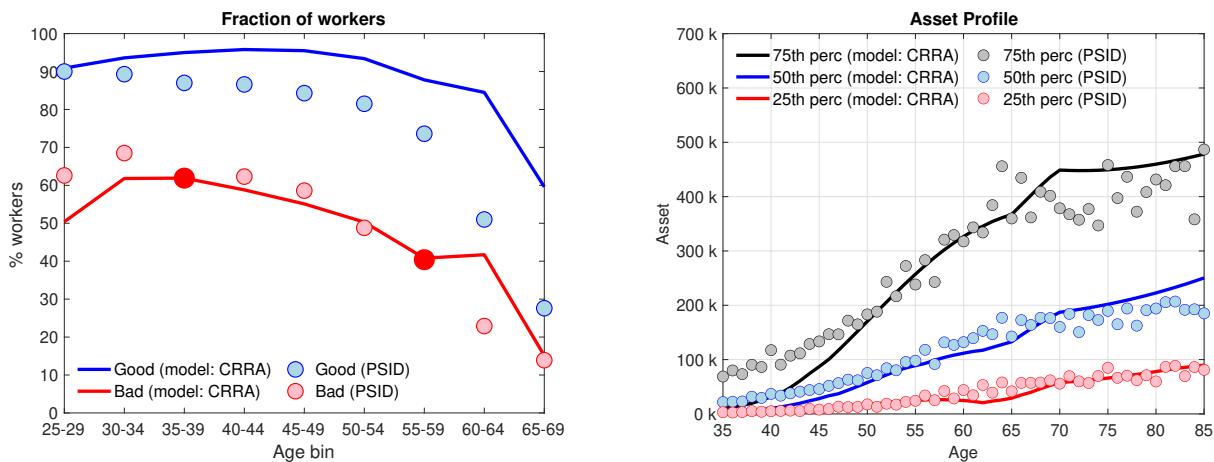 Fraction of workers
% workers
100
90
80
70
60
50
40
30
20
10
0
Good (model: CRRA)
Bad (model: CRRA)
Good (PSID)
Bad (PSID)
25-29 30-34 35-39 40-44 45-49 50-54 55-59 60-64 65-69
Age bin
Asset Profile
Asset
700 k
600 k
500 k
400 k
300 k
200 k
100 k
0 k
75th perc (model: CRRA)
50th perc (model: CRRA)
25th perc (model: CRRA)
75th perc (PSID)
50th perc (PSID)
25th perc (PSID)
35 40 45 50 55 60 65 70 75 80 85
Age